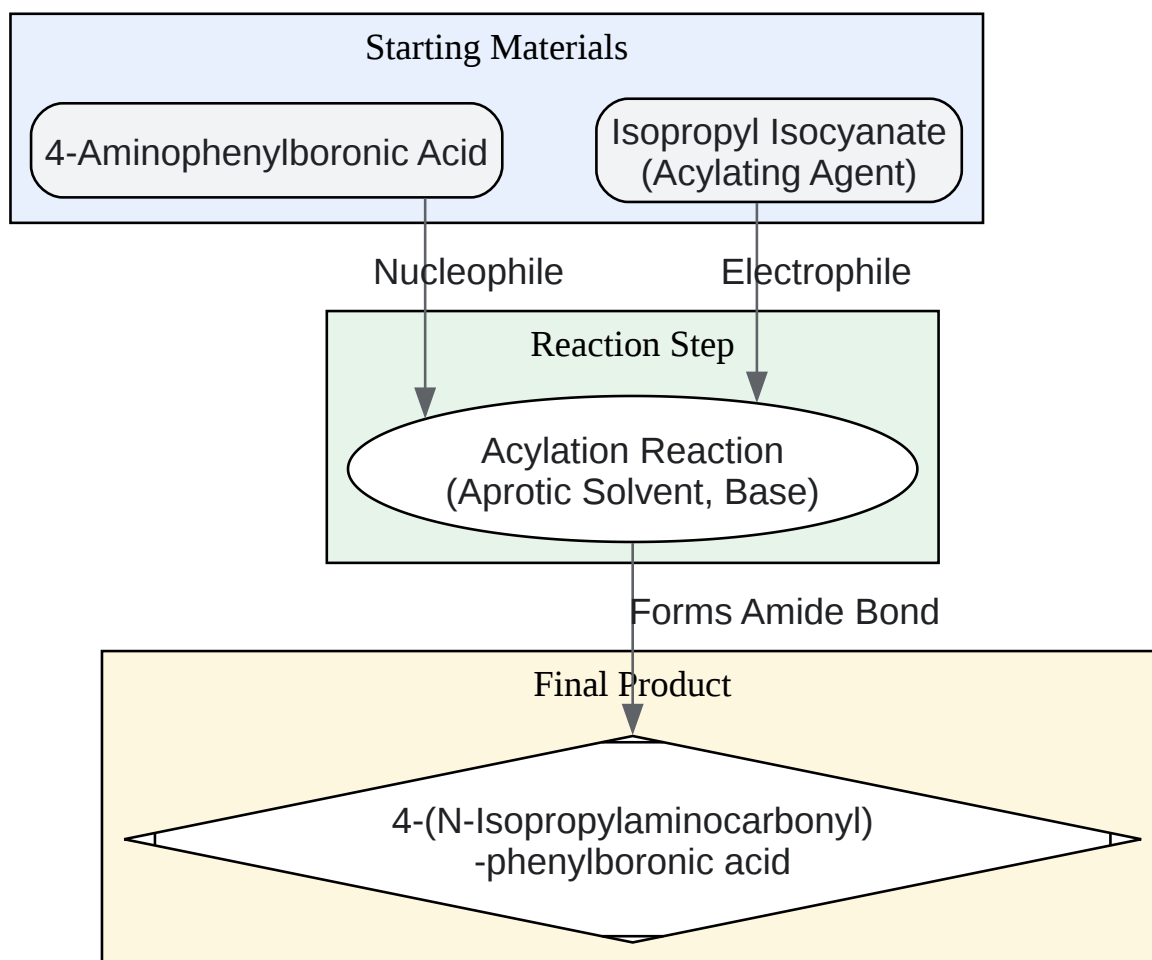 Starting Materials
4-Aminophenylboronic Acid
Isopropyl Isocyanate
(Acylating Agent)
Nucleophile
Electrophile
Reaction Step
Acylation Reaction
(Aprotic Solvent, Base)
Forms Amide Bond
Final Product
4-(N-Isopropylaminocarbonyl)
-phenylboronic acid